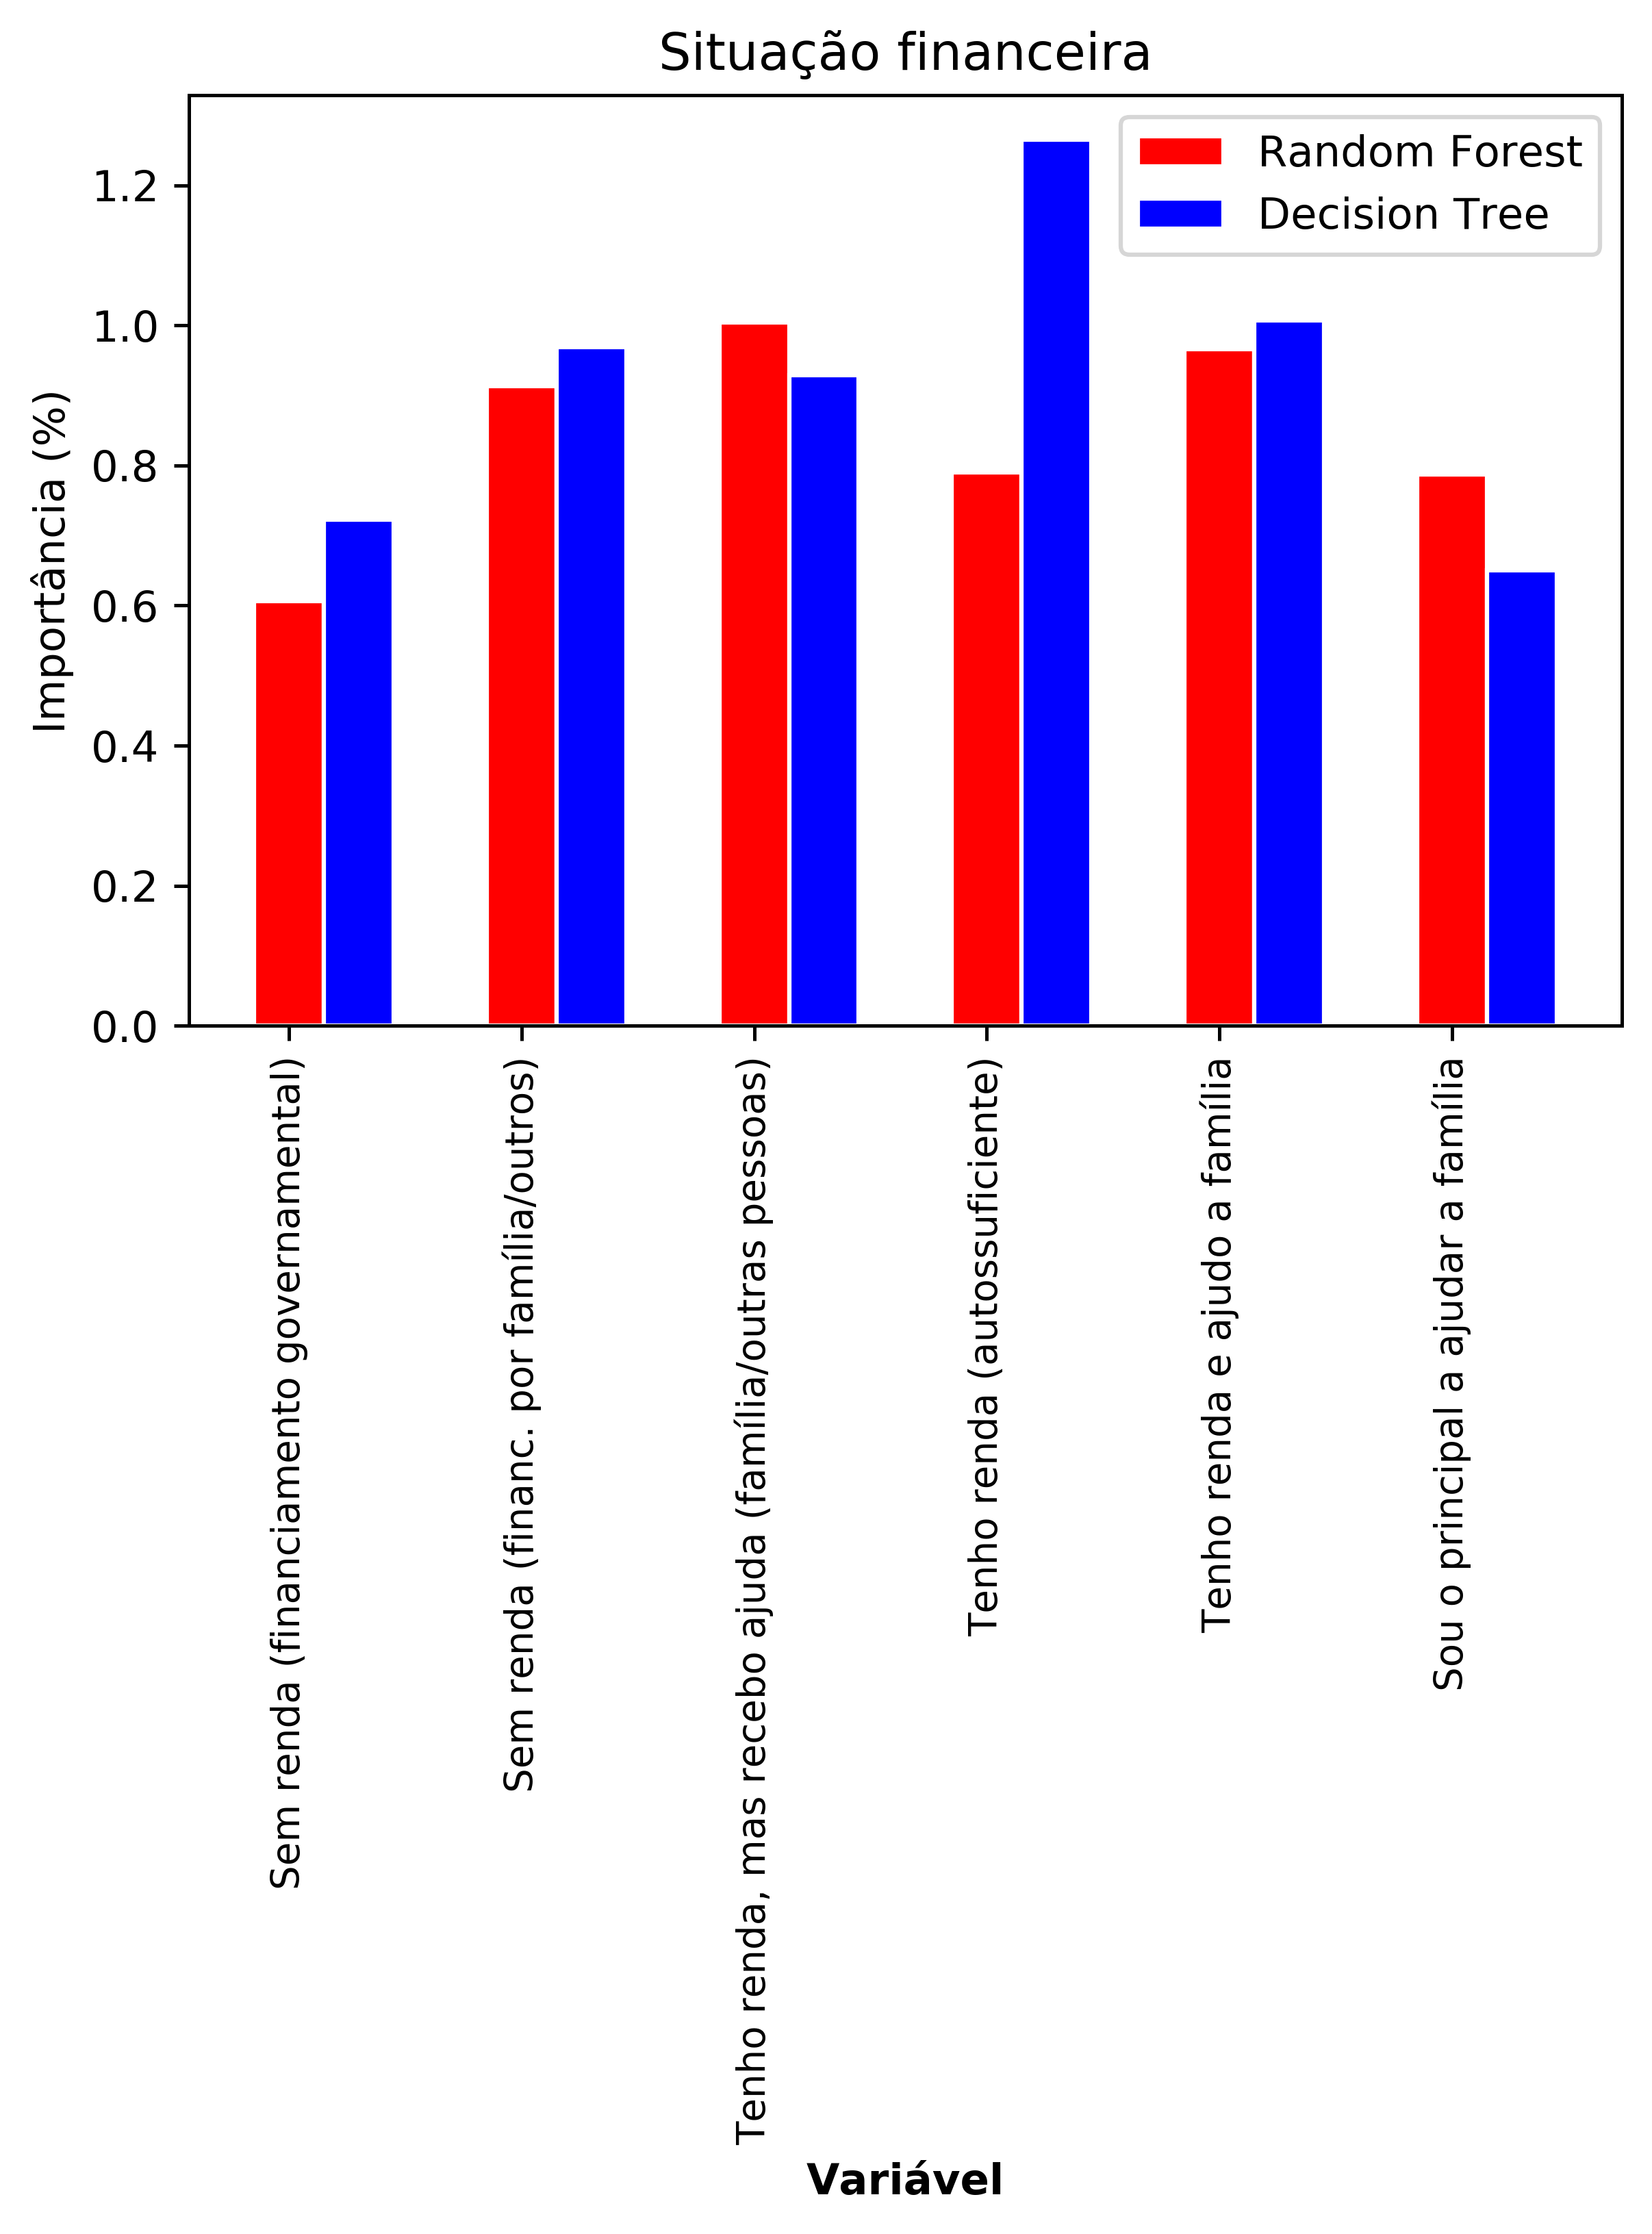 Situação financeira
Random Forest
Decision Tree
Importância (%)
1.2
1.0
0.8
0.6
0.4
0.2
0.0
Sem renda (financiamento governamental)
Sem renda (financ. por família/outros)
Tenho renda, mas recebo ajuda (família/outras pessoas)
Tenho renda (autossuficiente)
Tenho renda e ajudo a família
Sou o principal a ajudar a família
Variável